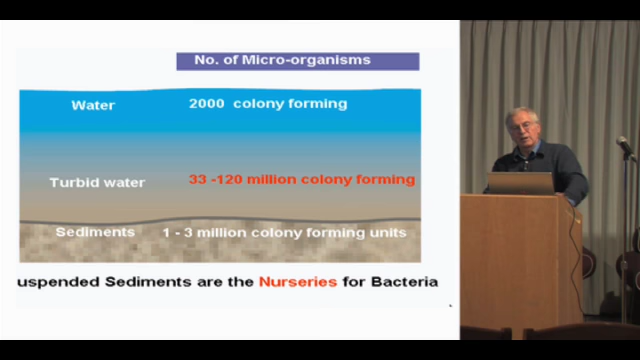 No. of Micro-organisms
Water 2000 colony forming
Turbid water 33 -120 million colony forming
Sediments 1 - 3 million colony forming units
uspended Sediments are the Nurseries for Bacteria